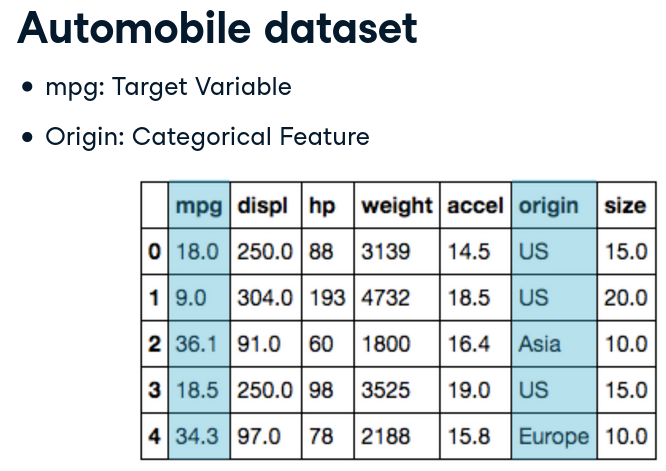 Automobile dataset
• mpg: Target Variable
• Origin: Categorical Feature
mpg displ hp weight accel origin size
0 18.0 250.0 88 3139 14.5 US 15.0
1 9.0 304.0 193 4732 18.5 US 20.0
2 36.1 91.0 60 1800 16.4 Asia 10.0
3 18.5 250.0 98 3525 19.0 US 15.0
4 34.3 97.0 78 2188 15.8 Europe 10.0